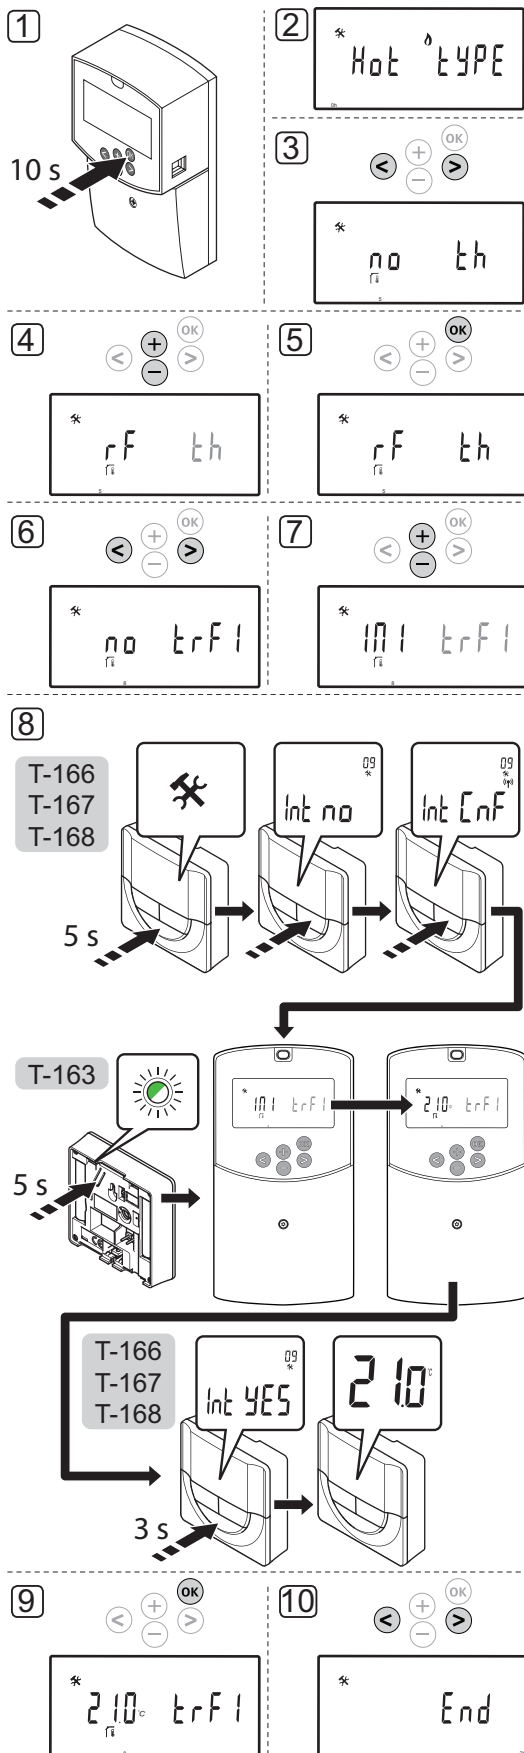 1
10 s
2
Hot tYPE
0h
3
OK
< + >
−
no th
s
4
OK
< + >
−
rF th
s
5
OK
< + >
−
rF th
s
6
OK
< + >
−
no trF1
7
OK
< + >
−
IN1 trF1
8
T-166
T-167
T-168
5 s
09
Int no
09
Int CnF
T-163
5 s
IN1 trF1
OK
< + >
−
21.0 °C trF1
OK
< + >
−
T-166
T-167
T-168
3 s
09
Int YES
21.0 °C
9
OK
< + >
−
21.0 °C trF1
10
OK
< + >
−
End